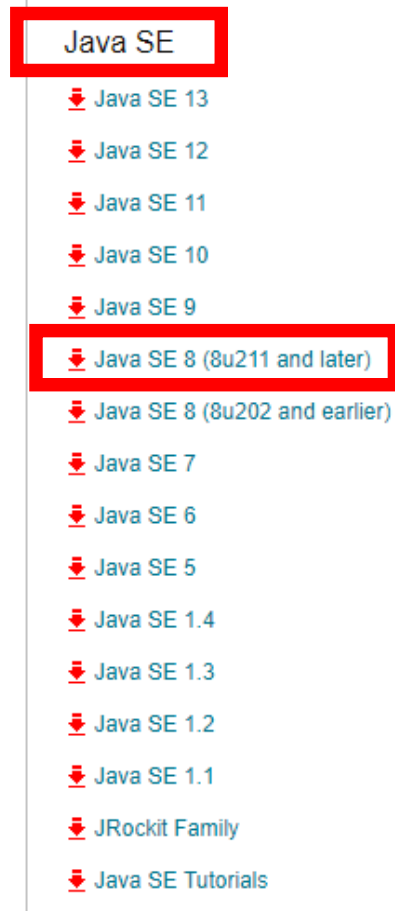 Java SE
Java SE 13
Java SE 12
Java SE 11
Java SE 10
Java SE 9
Java SE 8 (8u211 and later)
Java SE 8 (8u202 and earlier)
Java SE 7
Java SE 6
Java SE 5
Java SE 1.4
Java SE 1.3
Java SE 1.2
Java SE 1.1
JRockit Family
Java SE Tutorials